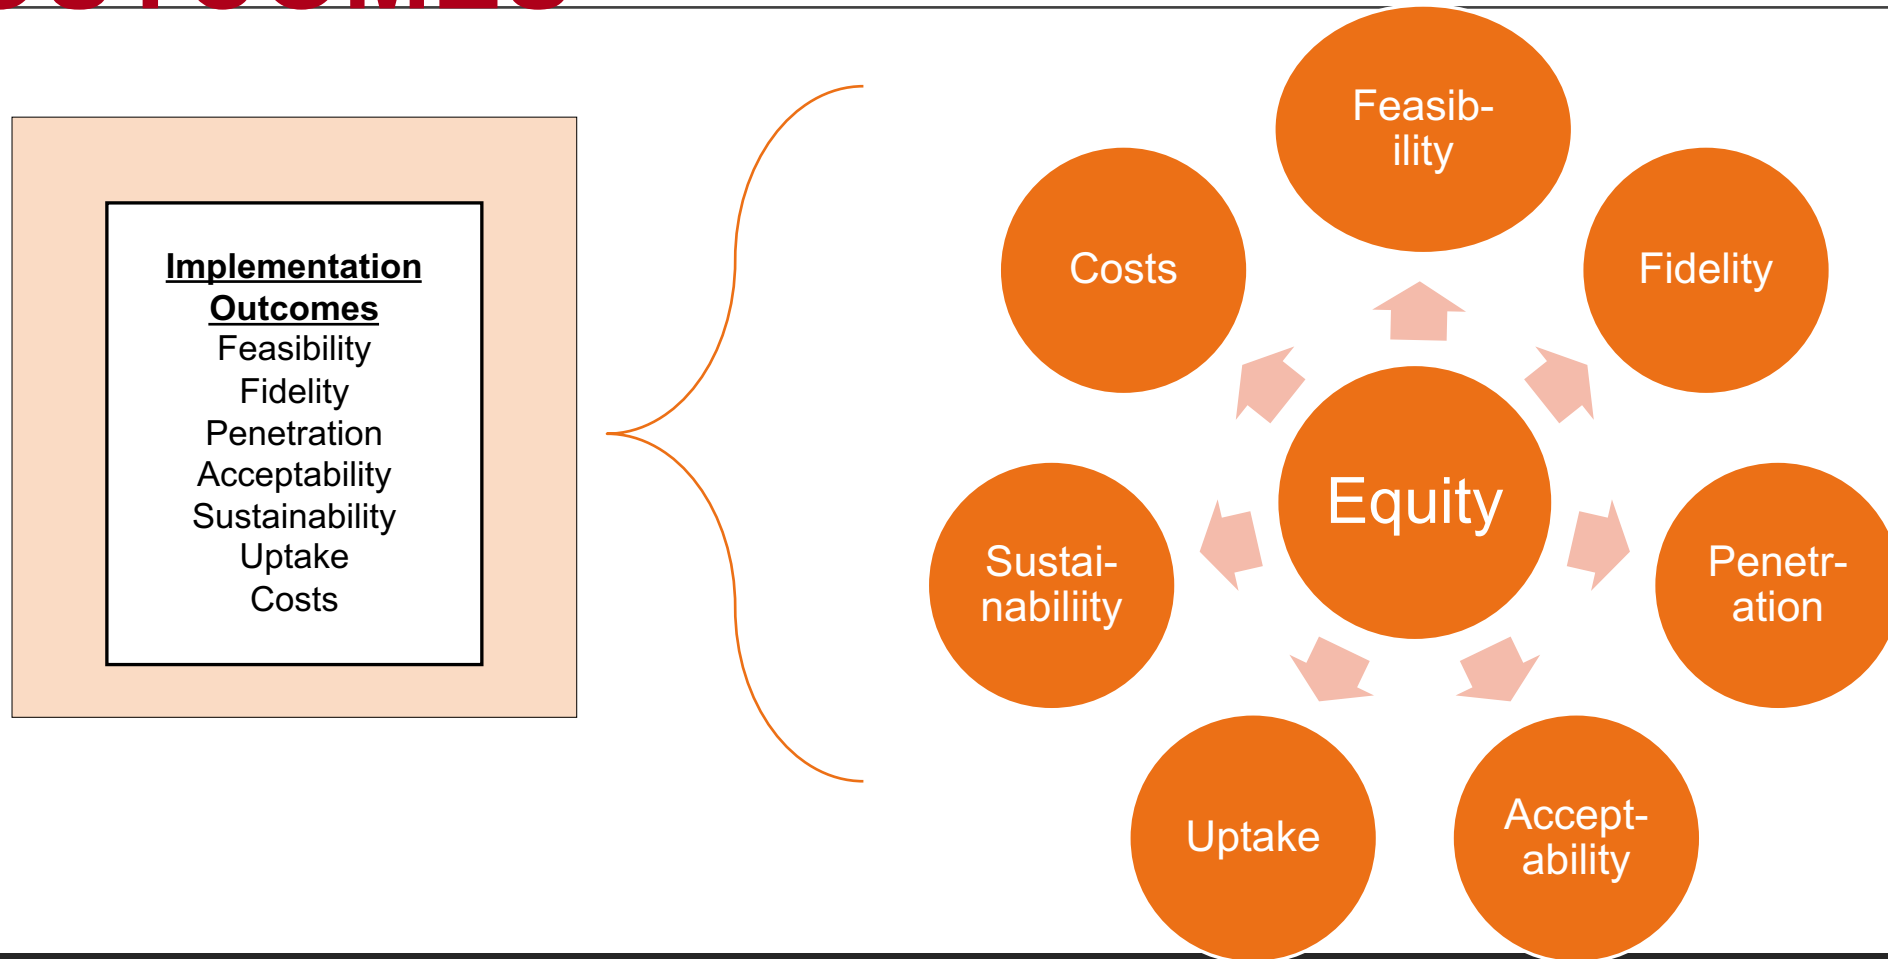 OUTCOMES
Implementation
Outcomes
Feasibility
Fidelity
Penetration
Acceptability
Sustainability
Uptake
Costs
Feasib-
ility
Fidelity
Penetr-
ation
Accept-
ability
Uptake
Sustai-
nabiliity
Costs
Equity